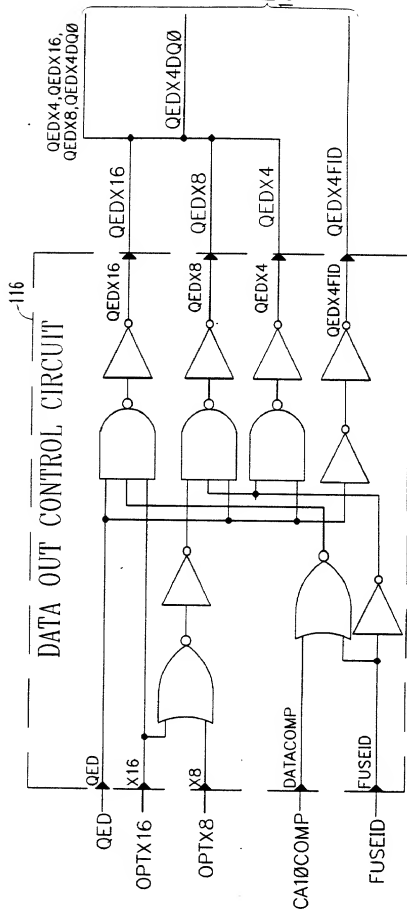 DATA OUT CONTROL CIRCUIT
116
QED
OPTX16
OPTX8
CA10COMP
FUSEID
QED
X16
X8
DATACOMP
FUSEID
QEDX16
QEDX8
QEDX4
QEDX4FID
QEDX16
QEDX8
QEDX4
QEDX4FID
QEDX4,QEDX16,
QEDX8,QEDX4DQ0
QEDX4DQ0